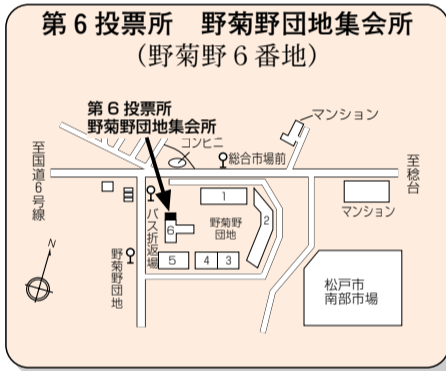 第6投票所 野菊野団地集会所
(野菊野6番地)
第6投票所
野菊野団地集会所
コンビニ
総合市場前
マンション
至国道6号線
至稔台
マンション
バス折返場
野菊野団地
野菊野
団地
1
2
6
5
4
3
松戸市
南部市場
N